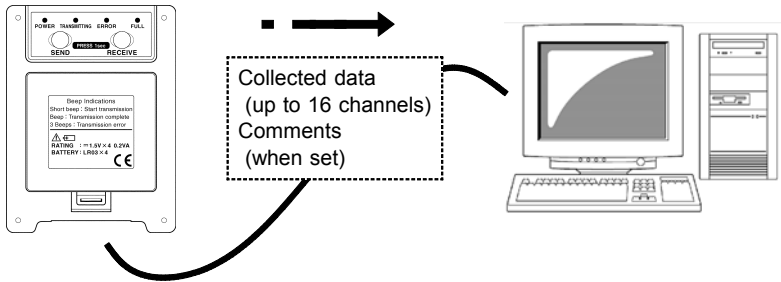 POWER TRANSMITTING ERROR FULL
PRESS 1sec
SEND RECEIVE
Beep Indications
Short beep : Start transmission
Beep : Transmission complete
3 Beeps : Transmission error
RATING : ⎓1.5V×4 0.2VA
BATTERY : LR03×4
CE
Collected data
(up to 16 channels)
Comments
(when set)